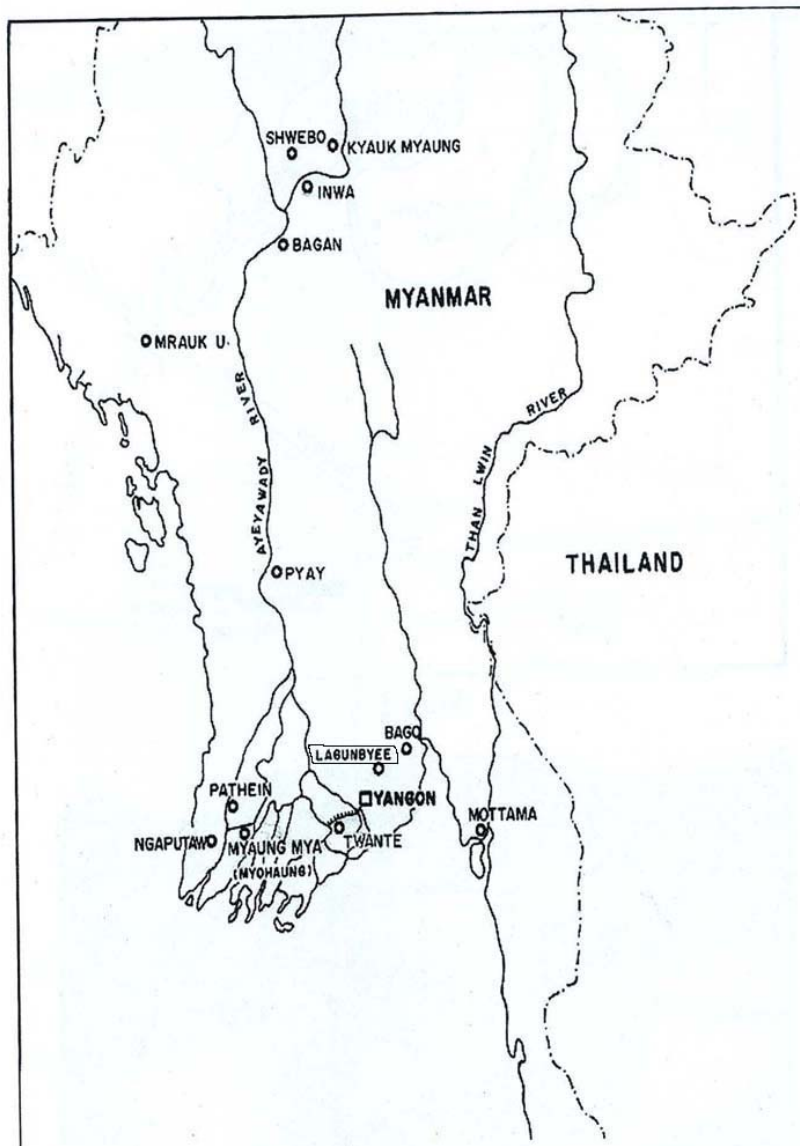 SHWEBO
KYAUK MYAUNG
INWA
BAGAN
MYANMAR
MRAUK U
AYEYAWADY RIVER
THAN LWIN RIVER
THAILAND
PYAY
BAGO
LAGUNBYEE
PATHEIN
YANGON
NGAPUTAW
MYAUNG MYA
(MYOHAUNG)
TWANTE
MOTTAMA